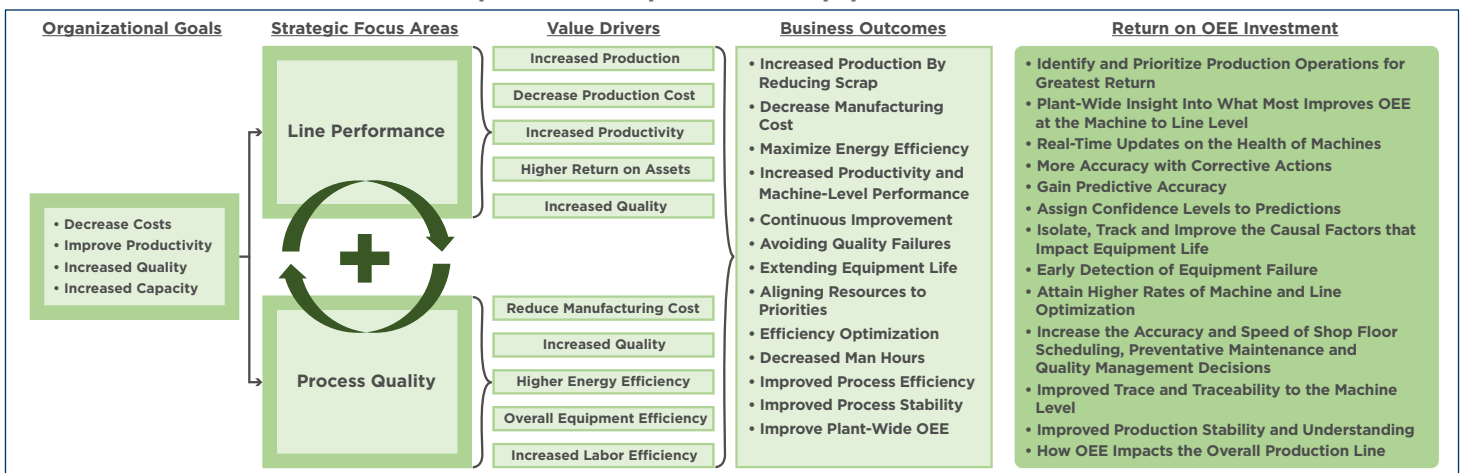 Organizational Goals
Strategic Focus Areas
Value Drivers
Business Outcomes
Return on OEE Investment
• Decrease Costs
• Improve Productivity
• Increased Quality
• Increased Capacity
Line Performance
Process Quality
Increased Production
Decrease Production Cost
Increased Productivity
Higher Return on Assets
Increased Quality
Reduce Manufacturing Cost
Increased Quality
Higher Energy Efficiency
Overall Equipment Efficiency
Increased Labor Efficiency
• Increased Production By
Reducing Scrap
• Decrease Manufacturing
Cost
• Maximize Energy Efficiency
• Increased Productivity and
Machine-Level Performance
• Continuous Improvement
• Avoiding Quality Failures
• Extending Equipment Life
• Aligning Resources to
Priorities
• Efficiency Optimization
• Decreased Man Hours
• Improved Process Efficiency
• Improved Process Stability
• Improve Plant-Wide OEE
• Identify and Prioritize Production Operations for
Greatest Return
• Plant-Wide Insight Into What Most Improves OEE
at the Machine to Line Level
• Real-Time Updates on the Health of Machines
• More Accuracy with Corrective Actions
• Gain Predictive Accuracy
• Assign Confidence Levels to Predictions
• Isolate, Track and Improve the Causal Factors that
Impact Equipment Life
• Early Detection of Equipment Failure
• Attain Higher Rates of Machine and Line
Optimization
• Increase the Accuracy and Speed of Shop Floor
Scheduling, Preventative Maintenance and
Quality Management Decisions
• Improved Trace and Traceability to the Machine
Level
• Improved Production Stability and Understanding
• How OEE Impacts the Overall Production Line